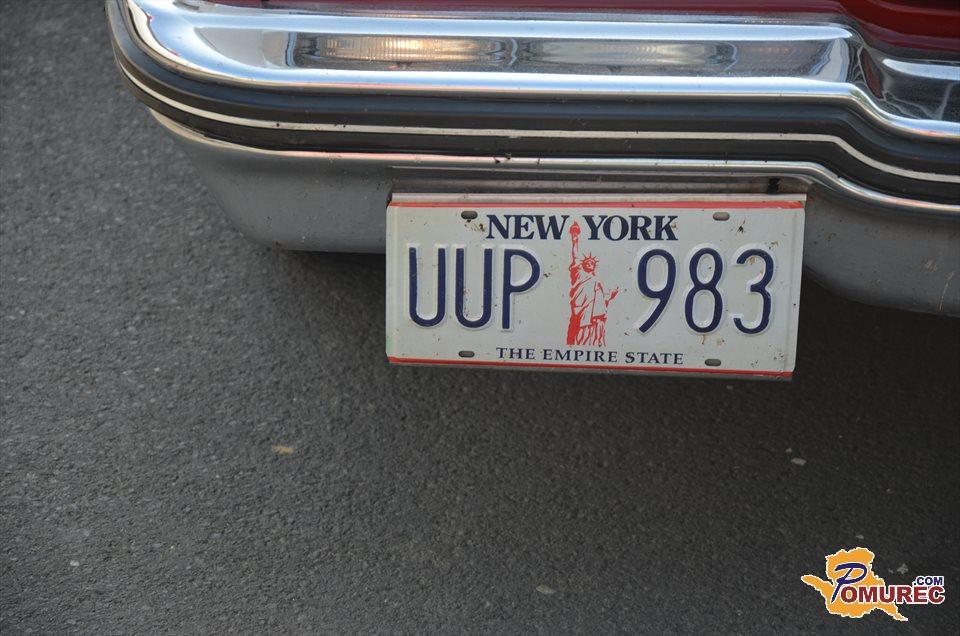 NEW YORK
UUP 983
THE EMPIRE STATE
POMUREC.COM